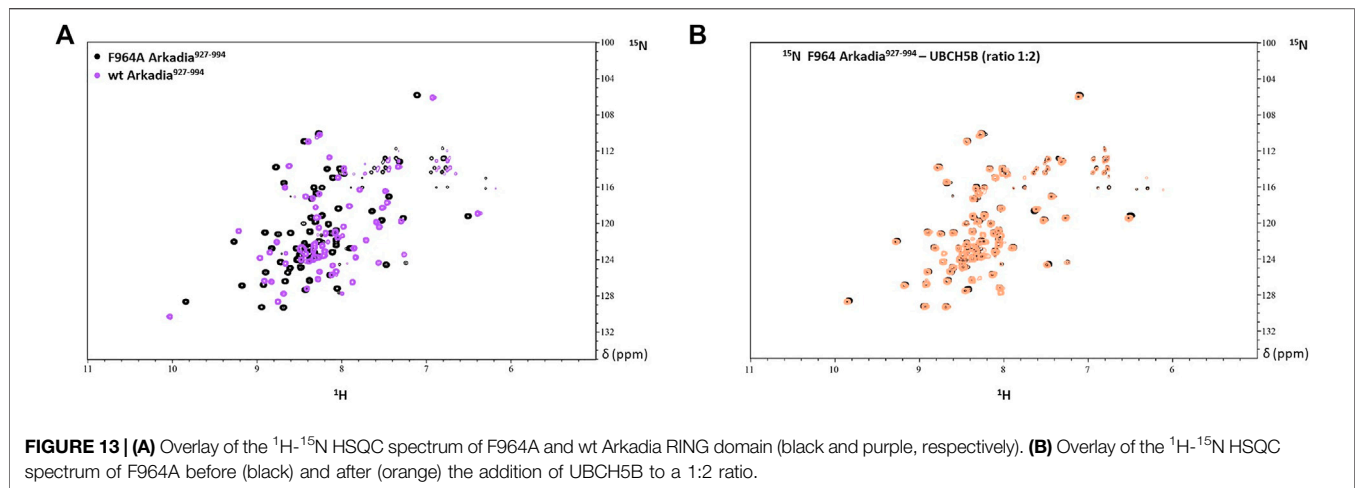 A
● F964A Arkadia⁹²⁷⁻⁹⁹⁴
● wt Arkadia⁹²⁷⁻⁹⁹⁴
¹⁵N
100
104
108
112
116
120
124
128
132
δ (ppm)
11
10
9
8
7
6
¹H
B
¹⁵N F964 Arkadia⁹²⁷⁻⁹⁹⁴ – UBCH5B (ratio 1:2)
¹⁵N
100
104
108
112
116
120
124
128
132
δ (ppm)
11
10
9
8
7
6
¹H
FIGURE 13 | (A) Overlay of the ¹H-¹⁵N HSQC spectrum of F964A and wt Arkadia RING domain (black and purple, respectively). (B) Overlay of the ¹H-¹⁵N HSQC
spectrum of F964A before (black) and after (orange) the addition of UBCH5B to a 1:2 ratio.